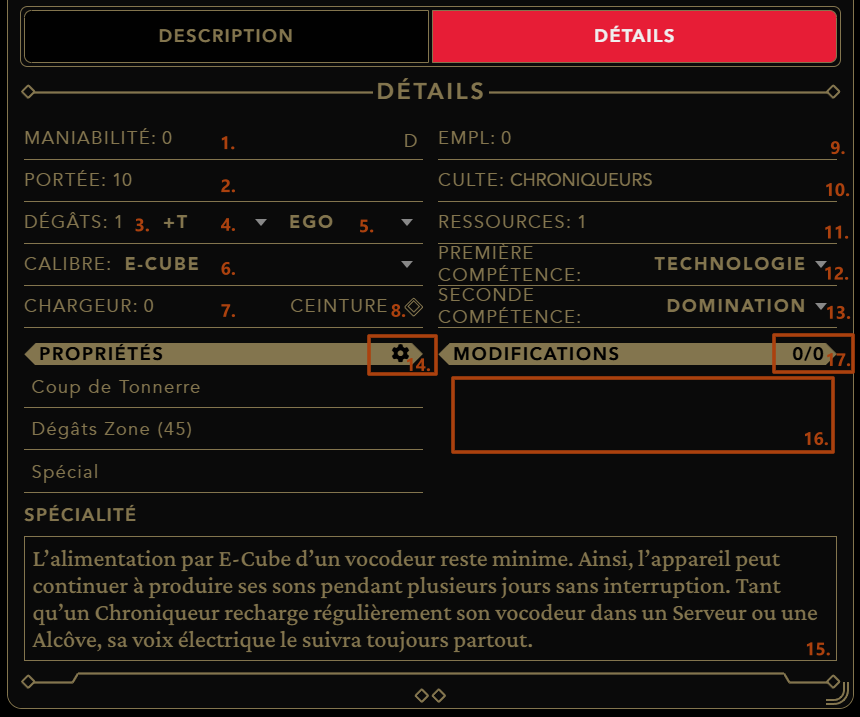 DESCRIPTION DÉTAILS
DÉTAILS
MANIABILITÉ: 0 1. D
EMPL: 0 9.
PORTÉE: 10 2.
CULTE: CHRONIQUEURS 10.
DÉGÂTS: 1 3. +T 4. EGO 5.
RESSOURCES: 1 11.
CALIBRE: E-CUBE 6.
PREMIÈRE
COMPÉTENCE: TECHNOLOGIE 12.
CHARGEUR: 0 7. CEINTURE 8.
SECONDE
COMPÉTENCE: DOMINATION 13.
PROPRIÉTÉS 14.
MODIFICATIONS 0/0 17.
Coup de Tonnerre
Dégâts Zone (45)
16.
Spécial
SPÉCIALITÉ
L’alimentation par E-Cube d’un vocodeur reste minime. Ainsi, l’appareil peut
continuer à produire ses sons pendant plusieurs jours sans interruption. Tant
qu’un Chroniqueur recharge régulièrement son vocodeur dans un Serveur ou une
Alcôve, sa voix électrique le suivra toujours partout.
15.